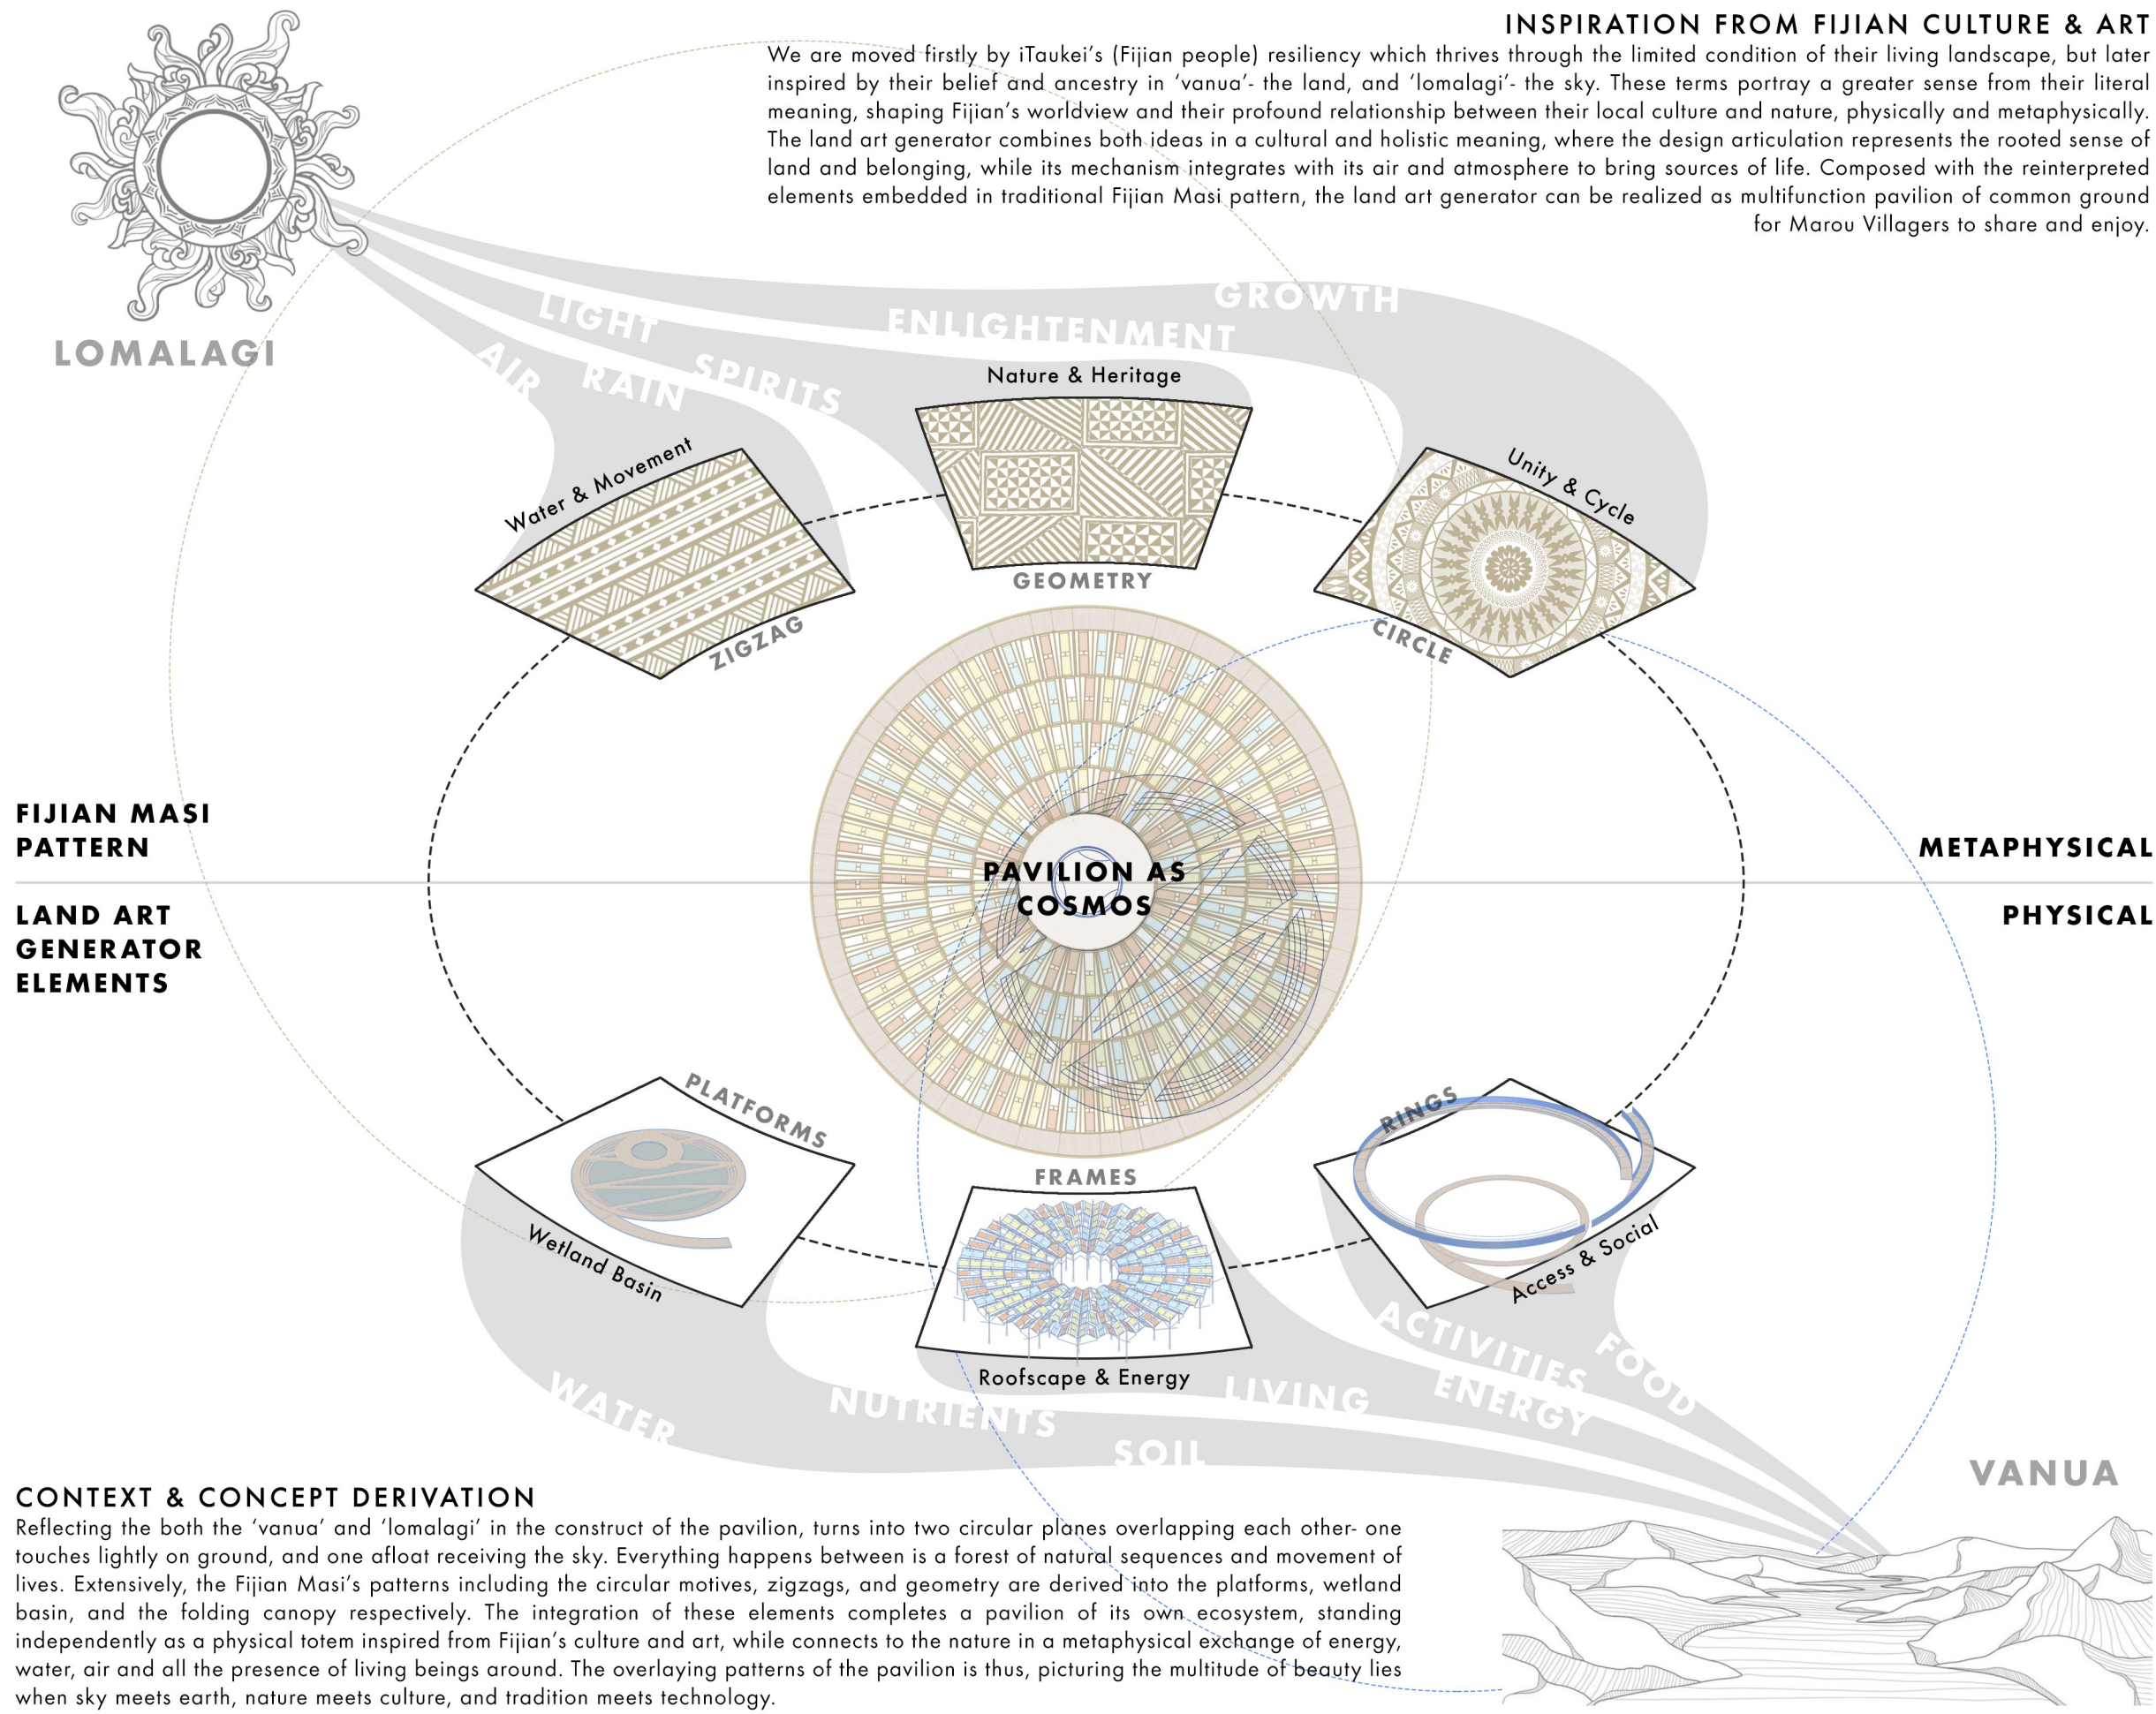 INSPIRATION FROM FIJIAN CULTURE & ART
We are moved firstly by iTaukei's (Fijian people) resiliency which thrives through the limited condition of their living landscape, but later
inspired by their belief and ancestry in 'vanua'- the land, and 'lomalagi'- the sky. These terms portray a greater sense from their literal
meaning, shaping Fijian's worldview and their profound relationship between their local culture and nature, physically and metaphysically.
The land art generator combines both ideas in a cultural and holistic meaning, where the design articulation represents the rooted sense of
land and belonging, while its mechanism integrates with its air and atmosphere to bring sources of life. Composed with the reinterpreted
elements embedded in traditional Fijian Masi pattern, the land art generator can be realized as multifunction pavilion of common ground
for Marou Villagers to share and enjoy.
LOMALAGI
GROWTH
LIGHT
ENLIGHTENMENT
AIR
RAIN
SPIRITS
Nature & Heritage
Water & Movement
Unity & Cycle
GEOMETRY
ZIGZAG
CIRCLE
FIJIAN MASI
PATTERN
METAPHYSICAL
PAVILION AS
COSMOS
LAND ART
GENERATOR
ELEMENTS
PHYSICAL
PLATFORMS
RINGS
FRAMES
Wetland Basin
Access & Social
Roofscape & Energy
ACTIVITIES
FOOD
WATER
NUTRIENTS
LIVING
ENERGY
SOIL
VANUA
CONTEXT & CONCEPT DERIVATION
Reflecting the both the 'vanua' and 'lomalagi' in the construct of the pavilion, turns into two circular planes overlapping each other- one
touches lightly on ground, and one afloat receiving the sky. Everything happens between is a forest of natural sequences and movement of
lives. Extensively, the Fijian Masi's patterns including the circular motives, zigzags, and geometry are derived into the platforms, wetland
basin, and the folding canopy respectively. The integration of these elements completes a pavilion of its own ecosystem, standing
independently as a physical totem inspired from Fijian's culture and art, while connects to the nature in a metaphysical exchange of energy,
water, air and all the presence of living beings around. The overlaying patterns of the pavilion is thus, picturing the multitude of beauty lies
when sky meets earth, nature meets culture, and tradition meets technology.